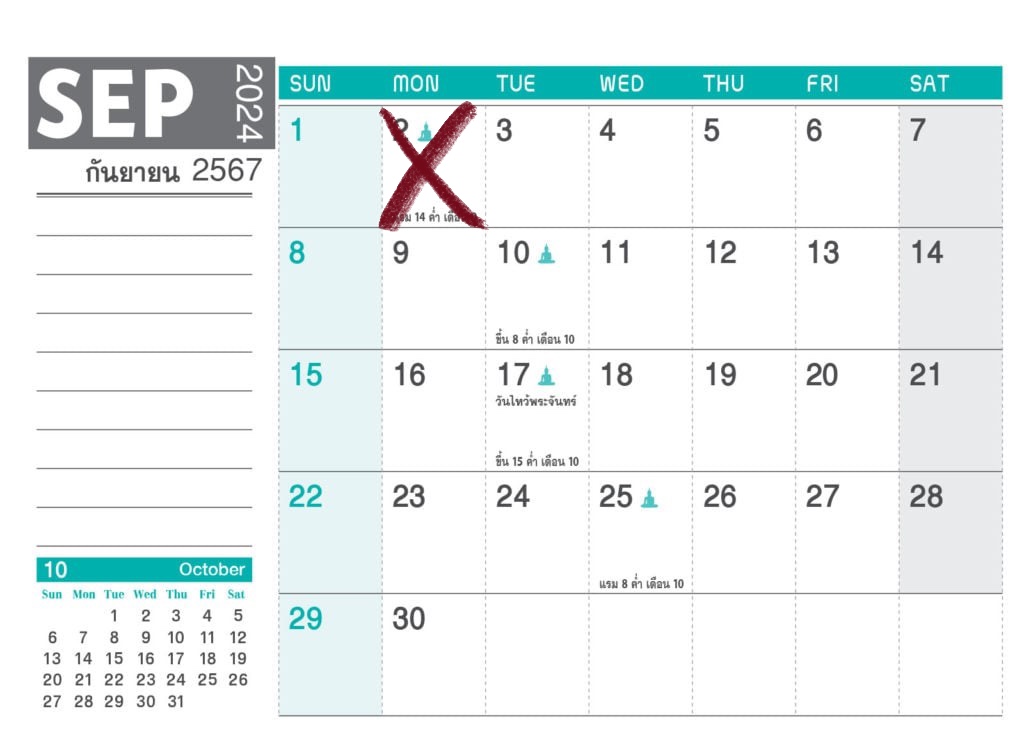 SEP 2024
กันยายน 2567
SUN MON TUE WED THU FRI SAT
1 2 3 4 5 6 7
14 ค่ำ
8 9 10 11 12 13 14
ขึ้น 8 ค่ำ เดือน 10
15 16 17 18 19 20 21
วันไหว้พระจันทร์
ขึ้น 15 ค่ำ เดือน 10
22 23 24 25 26 27 28
แรม 8 ค่ำ เดือน 10
29 30
10 October
Sun Mon Tue Wed Thu Fri Sat
1 2 3 4 5
6 7 8 9 10 11 12
13 14 15 16 17 18 19
20 21 22 23 24 25 26
27 28 29 30 31